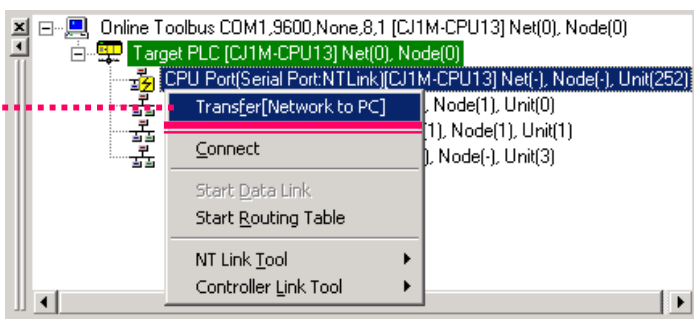 Online Toolbus COM1,9600,None,8,1 [CJ1M-CPU13] Net(0), Node(0)
Target PLC [CJ1M-CPU13] Net(0), Node(0)
CPU Port(Serial Port:NTLink)[CJ1M-CPU13] Net(-), Node(-), Unit(252)
Transfer[Network to PC] , Node(1), Unit(0)
(1), Node(1), Unit(1)
Connect ), Node(-), Unit(3)
Start Data Link
Start Routing Table
NT Link Tool
Controller Link Tool